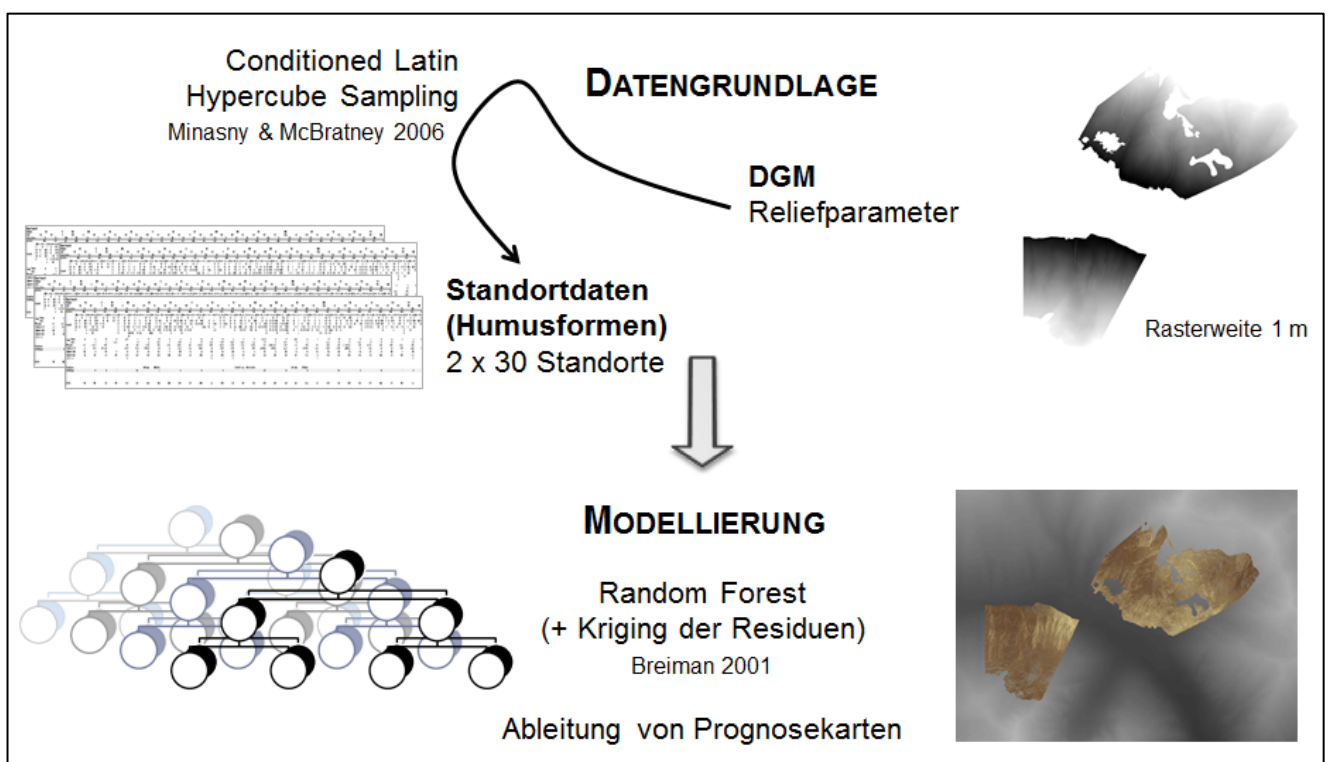 Conditioned Latin
Hypercube Sampling
Minasny & McBratney 2006
DATENGRUNDLAGE
DGM
Reliefparameter
Standortdaten
(Humusformen)
2 x 30 Standorte
Rasterweite 1 m
MODELLIERUNG
Random Forest
(+ Kriging der Residuen)
Breiman 2001
Ableitung von Prognosekarten